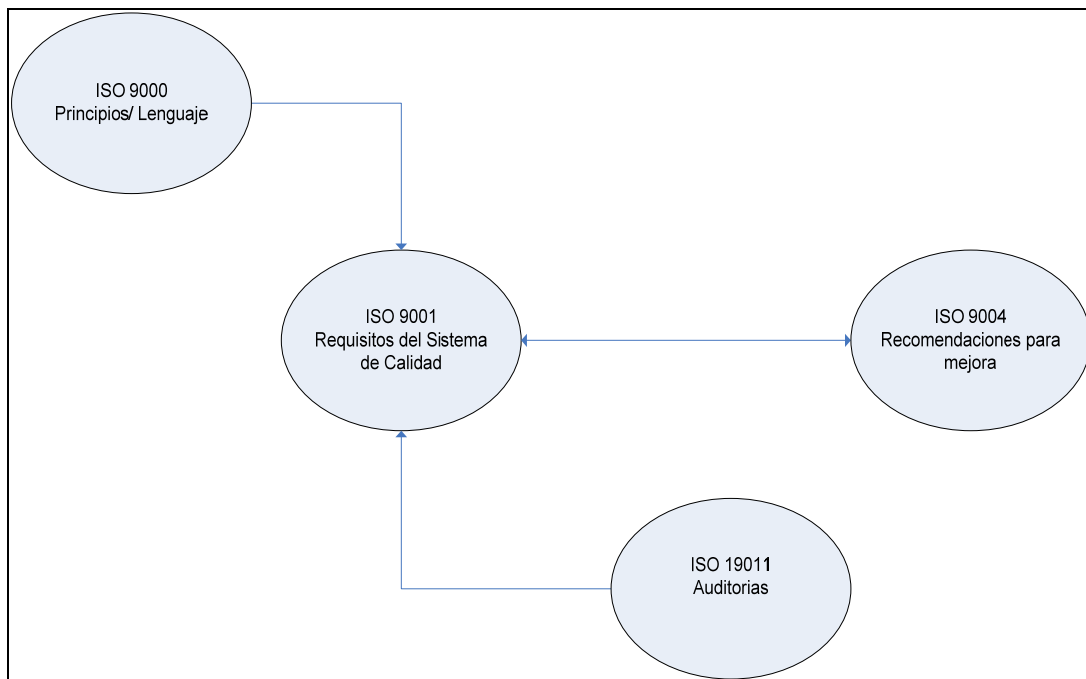 ISO 9000
Principios/ Lenguaje
ISO 9001
Requisitos del Sistema
de Calidad
ISO 9004
Recomendaciones para
mejora
ISO 19011
Auditorias